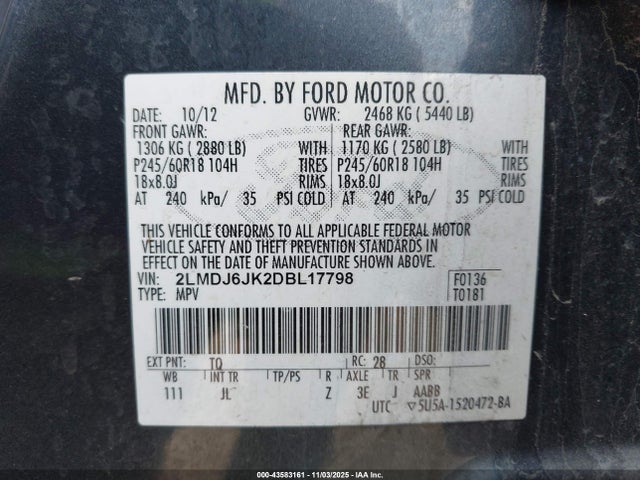 MFD. BY FORD MOTOR CO.
DATE: 10/12 GVWR: 2468 KG ( 5440 LB)
FRONT GAWR: REAR GAWR:
1306 KG ( 2880 LB) WITH 1170 KG ( 2580 LB) WITH
P245/60R18 104H TIRES P245/60R18 104H TIRES
18x8.0J RIMS 18x8.0J RIMS
AT 240 kPa/ 35 PSI COLD AT 240 kPa/ 35 PSI COLD
THIS VEHICLE CONFORMS TO ALL APPLICABLE FEDERAL MOTOR
VEHICLE SAFETY AND THEFT PREVENTION STANDARDS IN
EFFECT ON THE DATE OF MANUFACTURE SHOWN ABOVE.
VIN: 2LMDJ6JK2DBL17798 F0136
TYPE: MPV T0181
EXT PNT: TQ RC: 28 DSO:
WB INT TR TP/PS R AXLE TR SPR
111 JL Z 3E J AABB
UTC ▽5U5A-1520472-BA
000-43583161 - 11/03/2025 - IAA Inc.